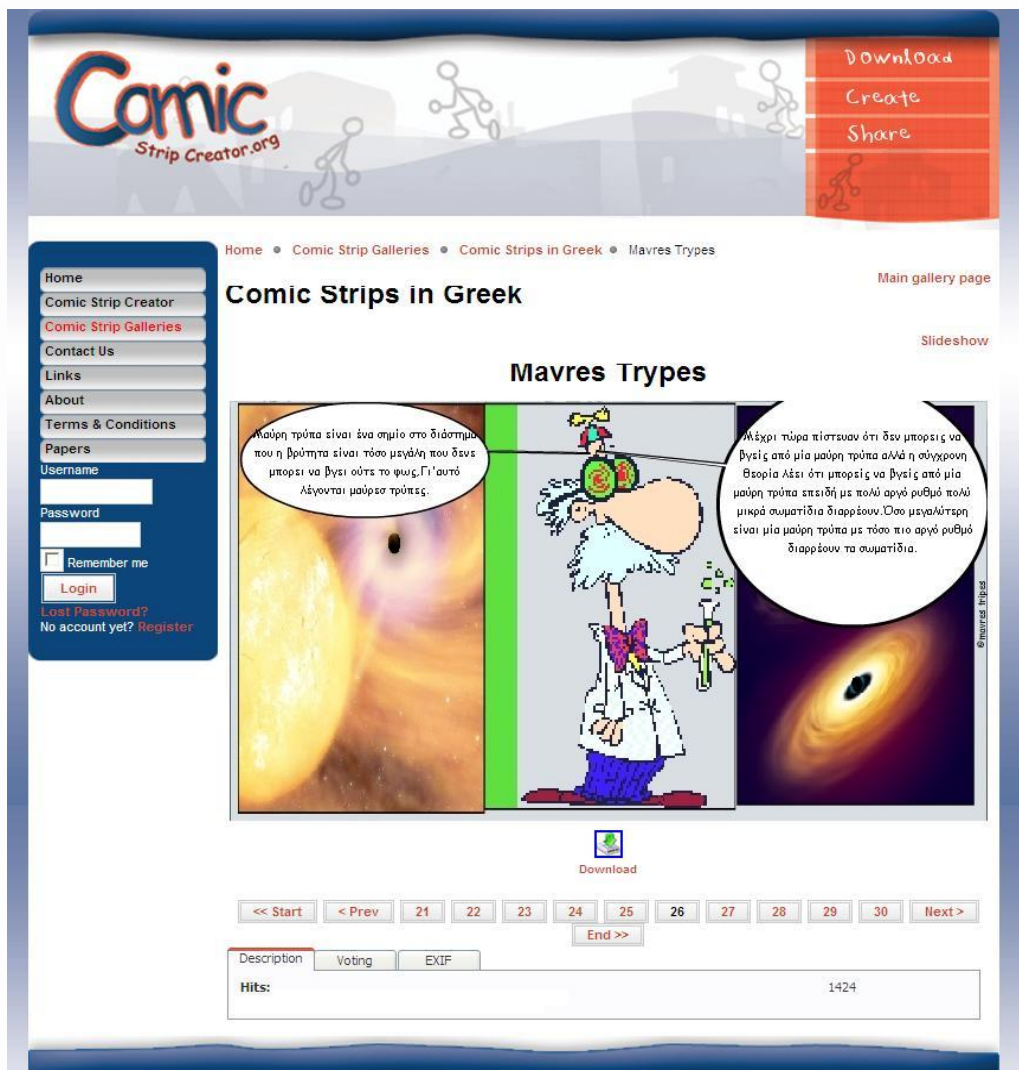 Comic
Strip Creator.org
Download
Create
Share
Home
Comic Strip Creator
Comic Strip Galleries
Contact Us
Links
About
Terms & Conditions
Papers
Username
Password
Remember me
Login
Lost Password?
No account yet? Register
Home • Comic Strip Galleries • Comic Strips in Greek • Mavres Trypes
Main gallery page
Comic Strips in Greek
Slideshow
Mavres Trypes
Μαύρη τρύπα είναι ένα σημίο στο διάστημα
που η βρύτητα είναι τόσο μεγάλη που δενε
μπορει να βγει ούτε το φως,Γι'αυτό
λέγονται μαύρεσ τρύπες.
Μέχρι τώρα πίστευαν ότι δεν μπορεις να
βγείς από μία μαύρη τρύπα αλλά η σύγχρονη
θεορία λέει ότι μπορείς να βγείς από μία
μαύρη τρύπα επειδή με πολύ αργό ρυθμό πολύ
μικρά σωματίδια διαρρέουν.Όσο μεγαλύτερη
είναι μία μαύρη τρύπα με τόσο πιο αργό ρυθμό
διαρρέουν τα σωματίδια.
©mavres tripes
Download
<< Start < Prev 21 22 23 24 25 26 27 28 29 30 Next >
End >>
Description Voting EXIF
Hits: 1424